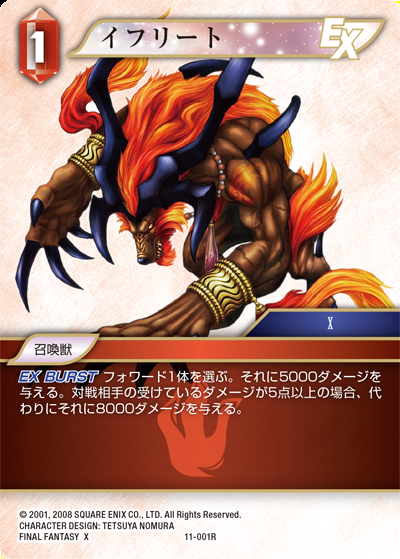 1
イフリート
EX
X
召喚獣
EX BURST フォワード1体を選ぶ。それに5000ダメージを
与える。対戦相手の受けているダメージが5点以上の場合、代
わりにそれに8000ダメージを与える。
© 2001, 2008 SQUARE ENIX CO., LTD. All Rights Reserved.
CHARACTER DESIGN: TETSUYA NOMURA
FINAL FANTASY X 11-001R